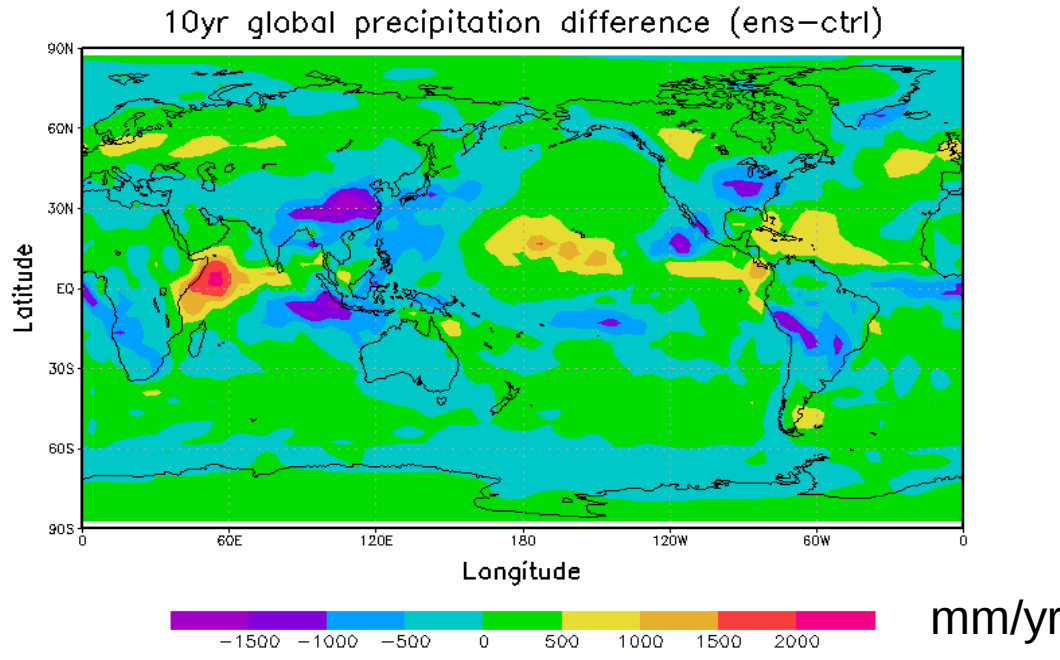 10yr global precipitation difference (ens-ctrl)
90N
60N
30N
EQ
30S
60S
90S
Latitude
0 60E 120E 180 120W 60W 0
Longitude
-1500 -1000 -500 0 500 1000 1500 2000
mm/yr